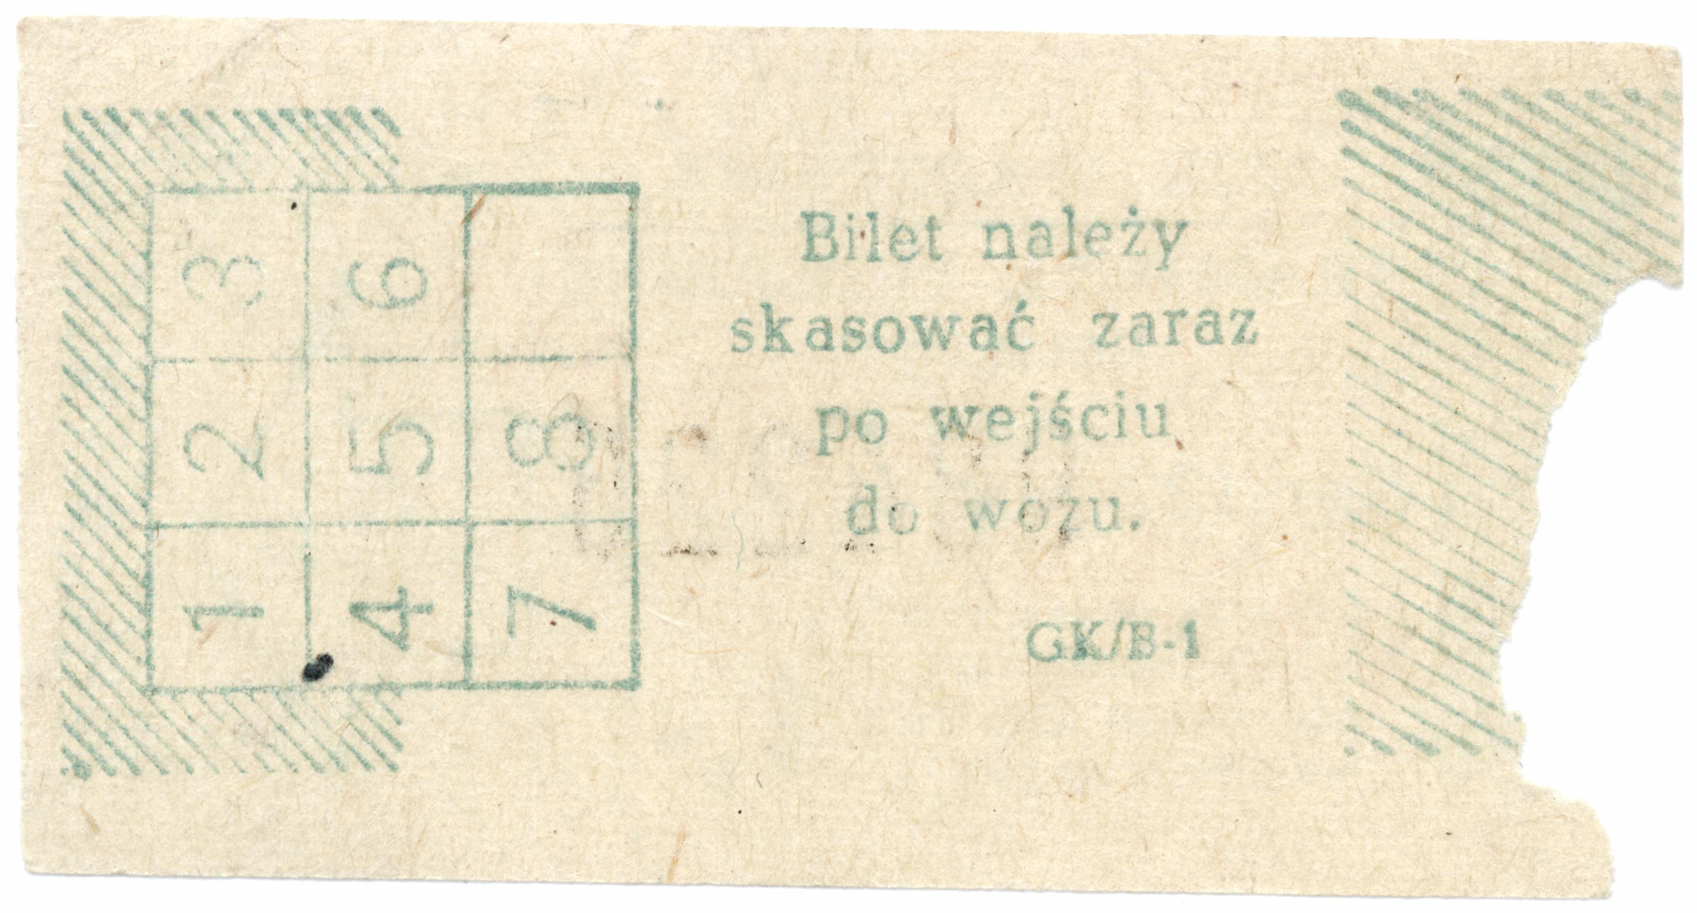 3 6
2 5 8
1 4 7
Bilet należy
skasować zaraz
po wejściu
do wozu.
GK/B-1